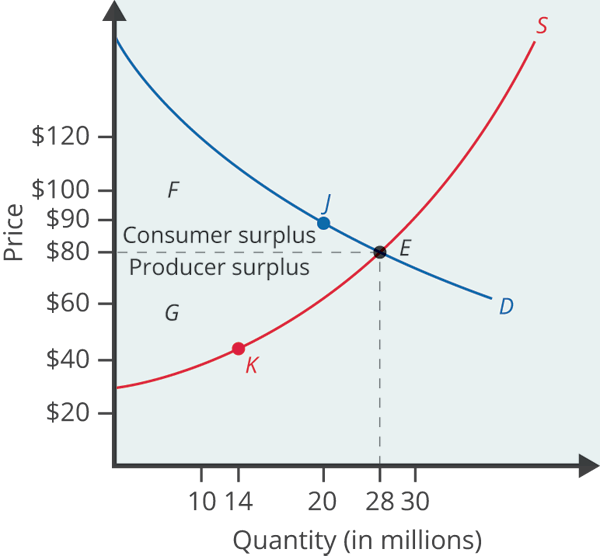 S
$120
$100
F
J
$90
Consumer surplus
$80
E
Producer surplus
$60
G
D
$40
K
$20
Price
10 14 20 28 30
Quantity (in millions)